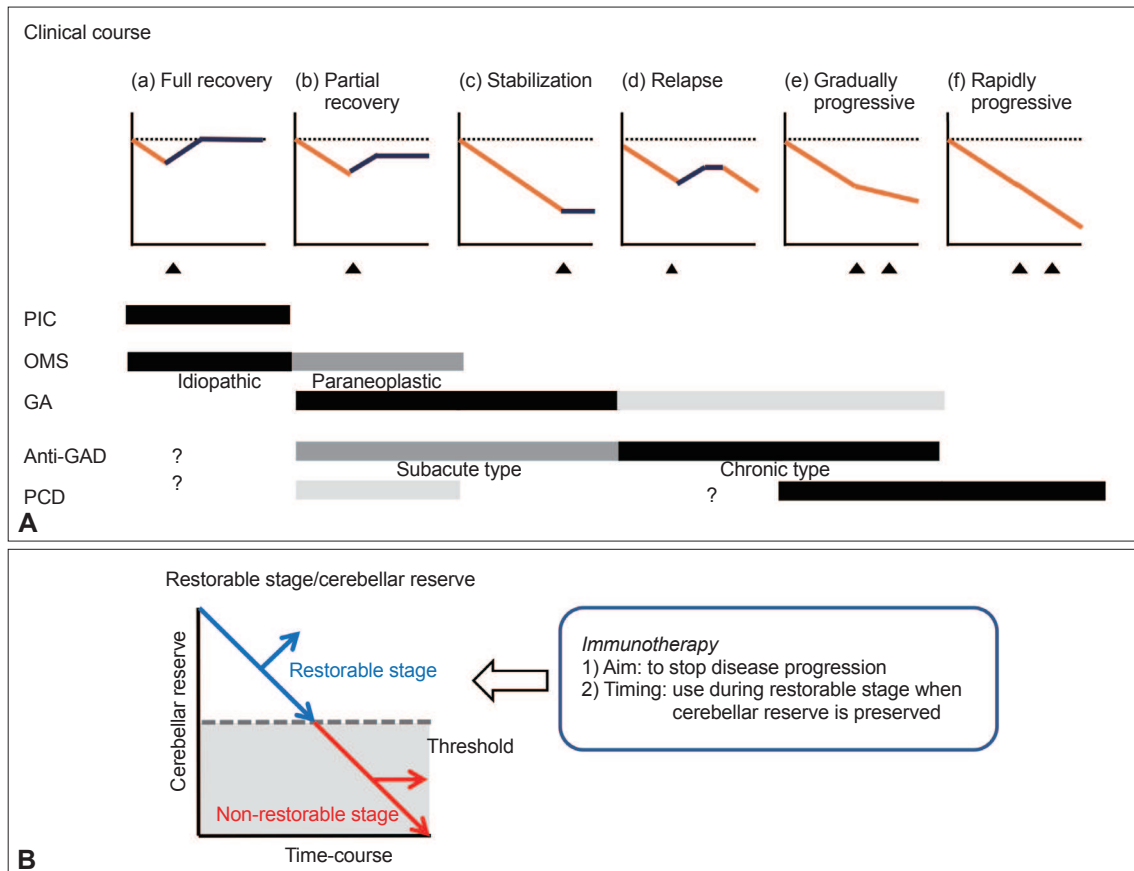 Clinical course
(a) Full recovery
(b) Partial
recovery
(c) Stabilization
(d) Relapse
(e) Gradually
progressive
(f) Rapidly
progressive
PIC
OMS
Idiopathic
Paraneoplastic
GA
Anti-GAD
?
Subacute type
Chronic type
PCD
?
?
A
Restorable stage/cerebellar reserve
Cerebellar reserve
Restorable stage
Threshold
Non-restorable stage
Time-course
Immunotherapy
1) Aim: to stop disease progression
2) Timing: use during restorable stage when
cerebellar reserve is preserved
B